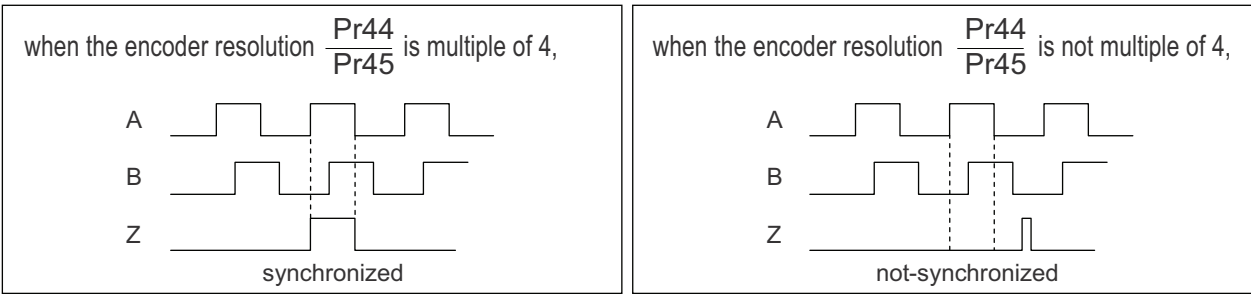 when the encoder resolution Pr44/Pr45 is multiple of 4,
A
B
Z
synchronized
when the encoder resolution Pr44/Pr45 is not multiple of 4,
A
B
Z
not-synchronized